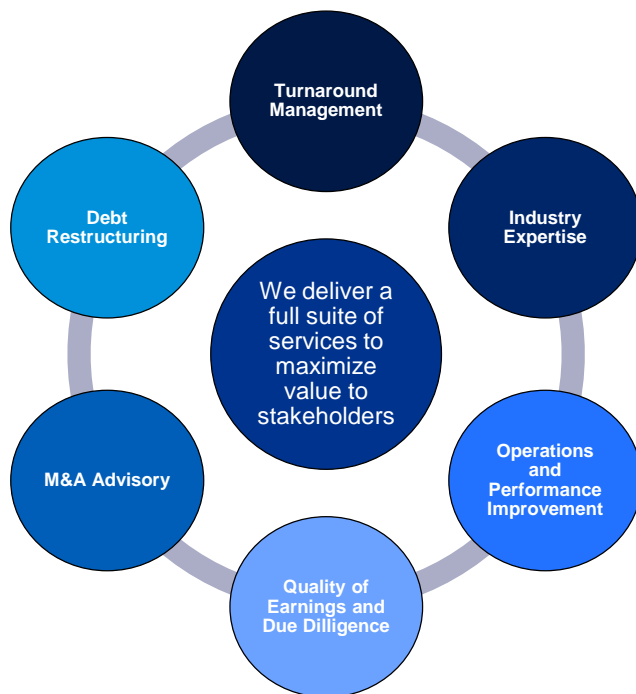 Turnaround
Management
Industry
Expertise
Operations
and
Performance
Improvement
Quality of
Earnings and
Due Dilligence
M&A Advisory
Debt
Restructuring
We deliver a
full suite of
services to
maximize
value to
stakeholders